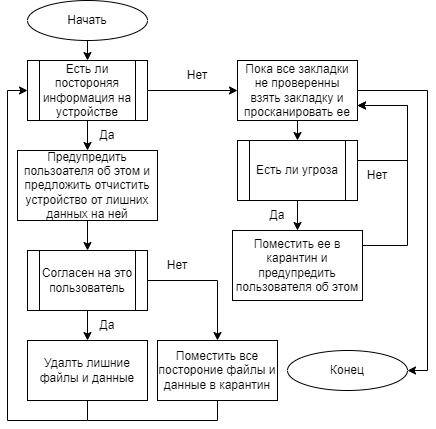 Начать
Есть ли
постороняя
информация на
устройстве
Нет
Пока все закладки
не проверенны
взять закладку и
просканировать ее
Да
Предупредить
пользоателя об этом и
предложить отчистить
устройство от лишних
данных на ней
Есть ли угроза
Нет
Да
Согласен на это
пользователь
Нет
Поместить ее в
карантин и
предупредить
пользователя об этом
Да
Удалть лишние
файлы и данные
Поместить все
постороние файлы и
данные в карантин
Конец